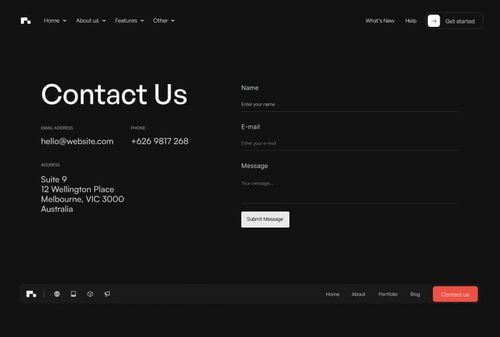 Home About us Features Other What's New Help Get started
Contact Us
EMAIL ADDRESS PHONE
hello@website.com +626 9817 268
ADDRESS
Suite 9
12 Wellington Place
Melbourne, VIC 3000
Australia
Name
Enter your name
E-mail
Enter your e-mail
Message
Your message...
Submit Message
Home About Portfolio Blog Contact us